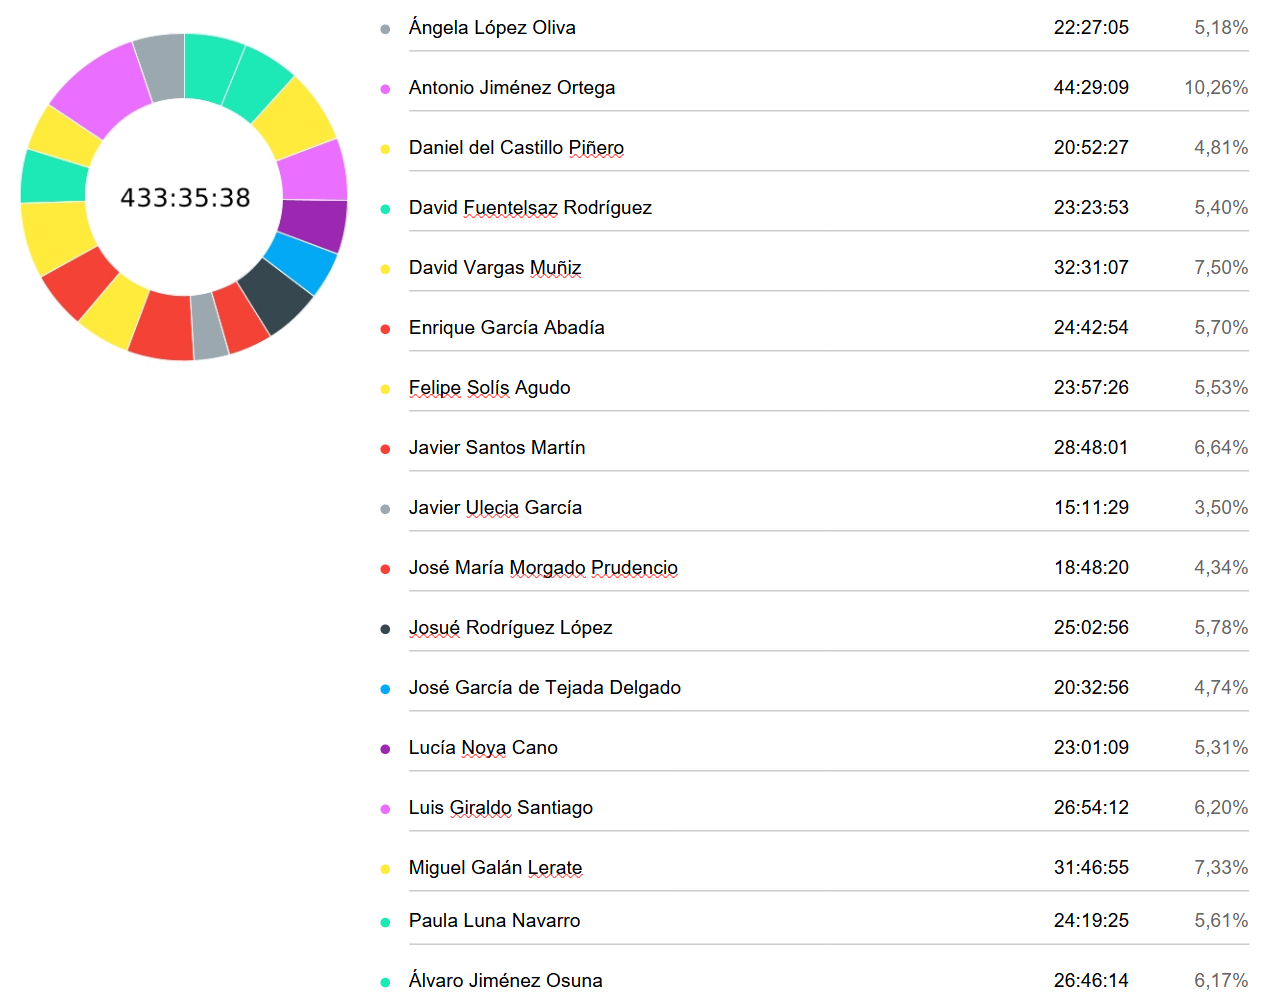 433:35:38
Ángela López Oliva 22:27:05 5,18%
Antonio Jiménez Ortega 44:29:09 10,26%
Daniel del Castillo Piñero 20:52:27 4,81%
David Fuentelsaz Rodríguez 23:23:53 5,40%
David Vargas Muñiz 32:31:07 7,50%
Enrique García Abadía 24:42:54 5,70%
Felipe Solís Agudo 23:57:26 5,53%
Javier Santos Martín 28:48:01 6,64%
Javier Ulecia García 15:11:29 3,50%
José María Morgado Prudencio 18:48:20 4,34%
Josué Rodríguez López 25:02:56 5,78%
José García de Tejada Delgado 20:32:56 4,74%
Lucía Noya Cano 23:01:09 5,31%
Luis Giraldo Santiago 26:54:12 6,20%
Miguel Galán Lerate 31:46:55 7,33%
Paula Luna Navarro 24:19:25 5,61%
Álvaro Jiménez Osuna 26:46:14 6,17%